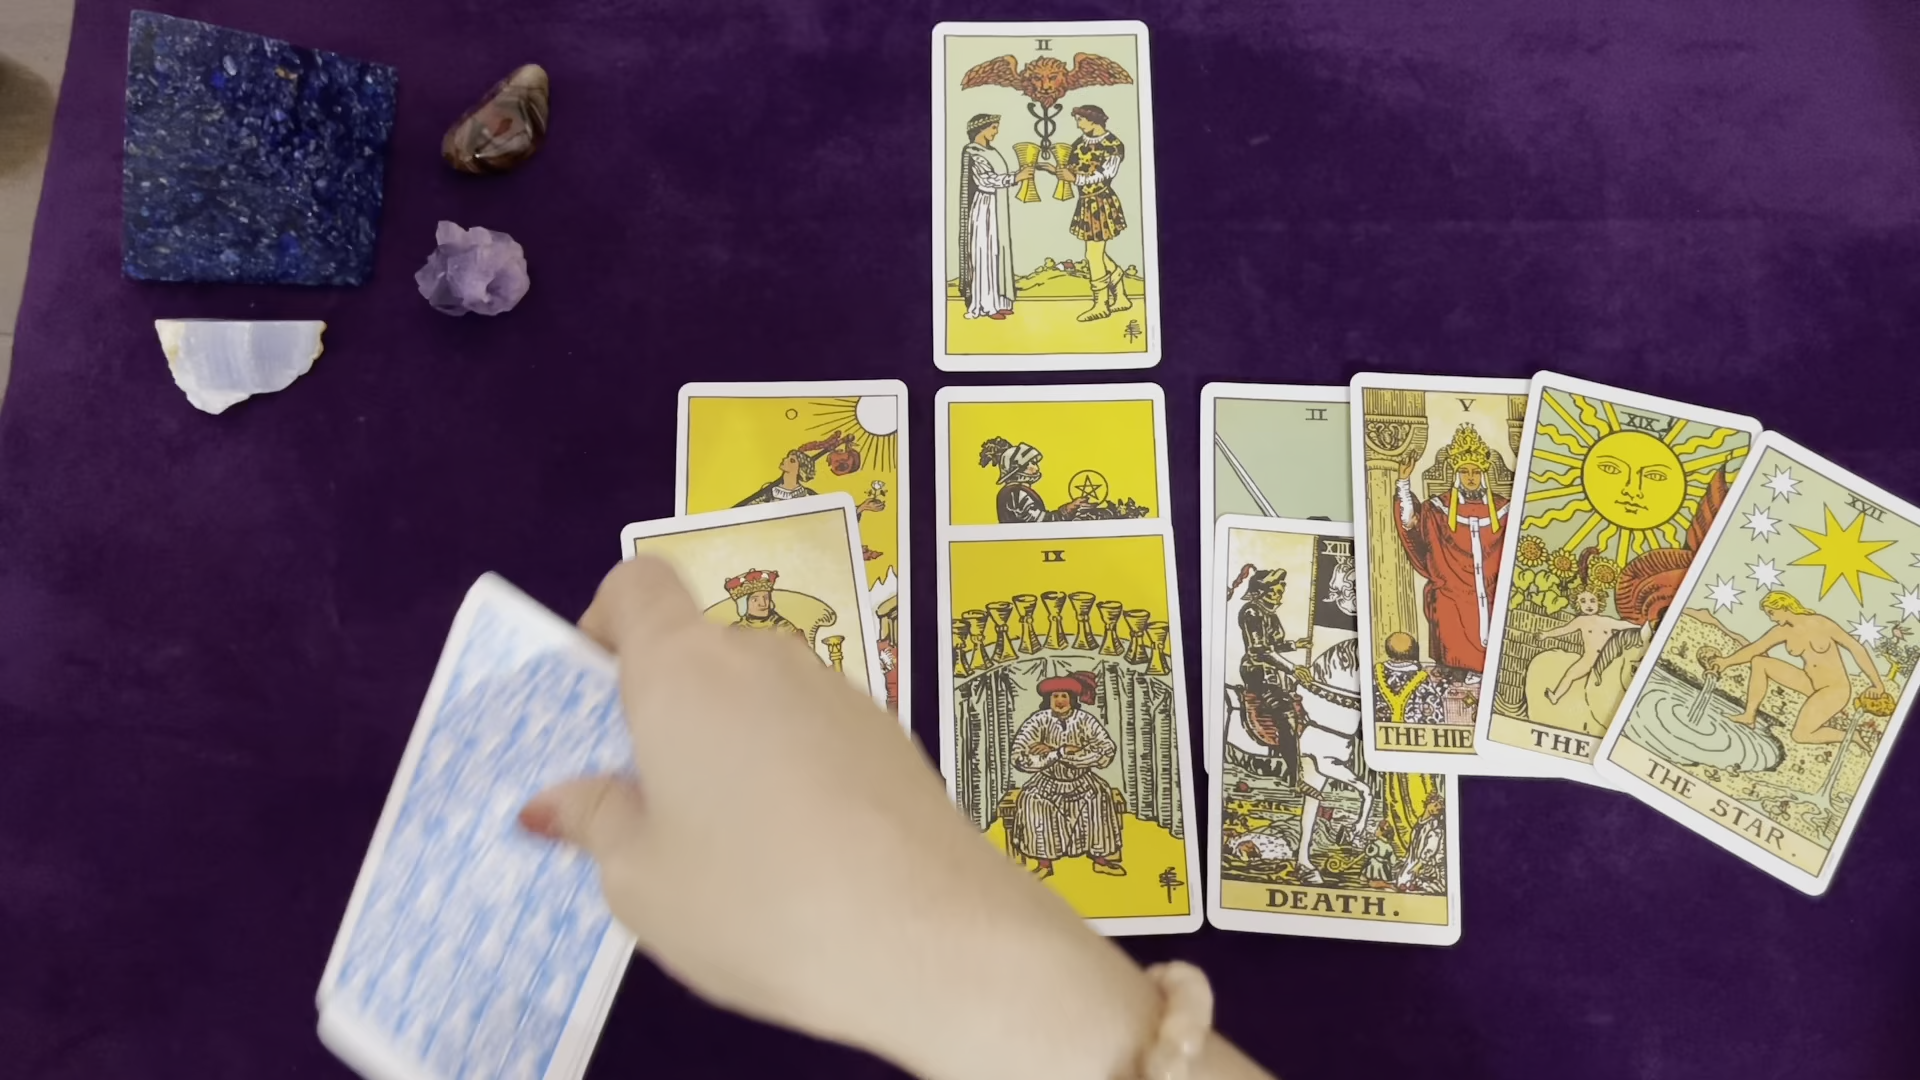 II
II
V
XIX
XVII
IX
XIII
THE HIE
THE
THE STAR.
DEATH.